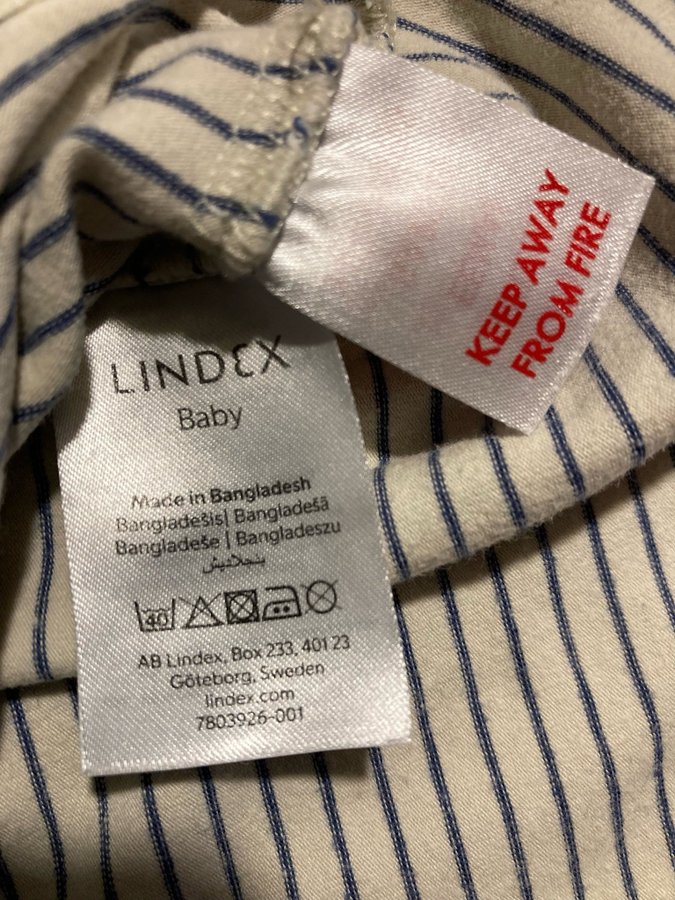 KEEP AWAY
FROM FIRE
LINDEX
Baby
Made in Bangladesh
Bangladešis| Bangladešā
Bangladeše | Bangladeszu
بنجلاديش
40
AB Lindex, Box 233, 401 23
Göteborg, Sweden
lindex.com
7803926-001